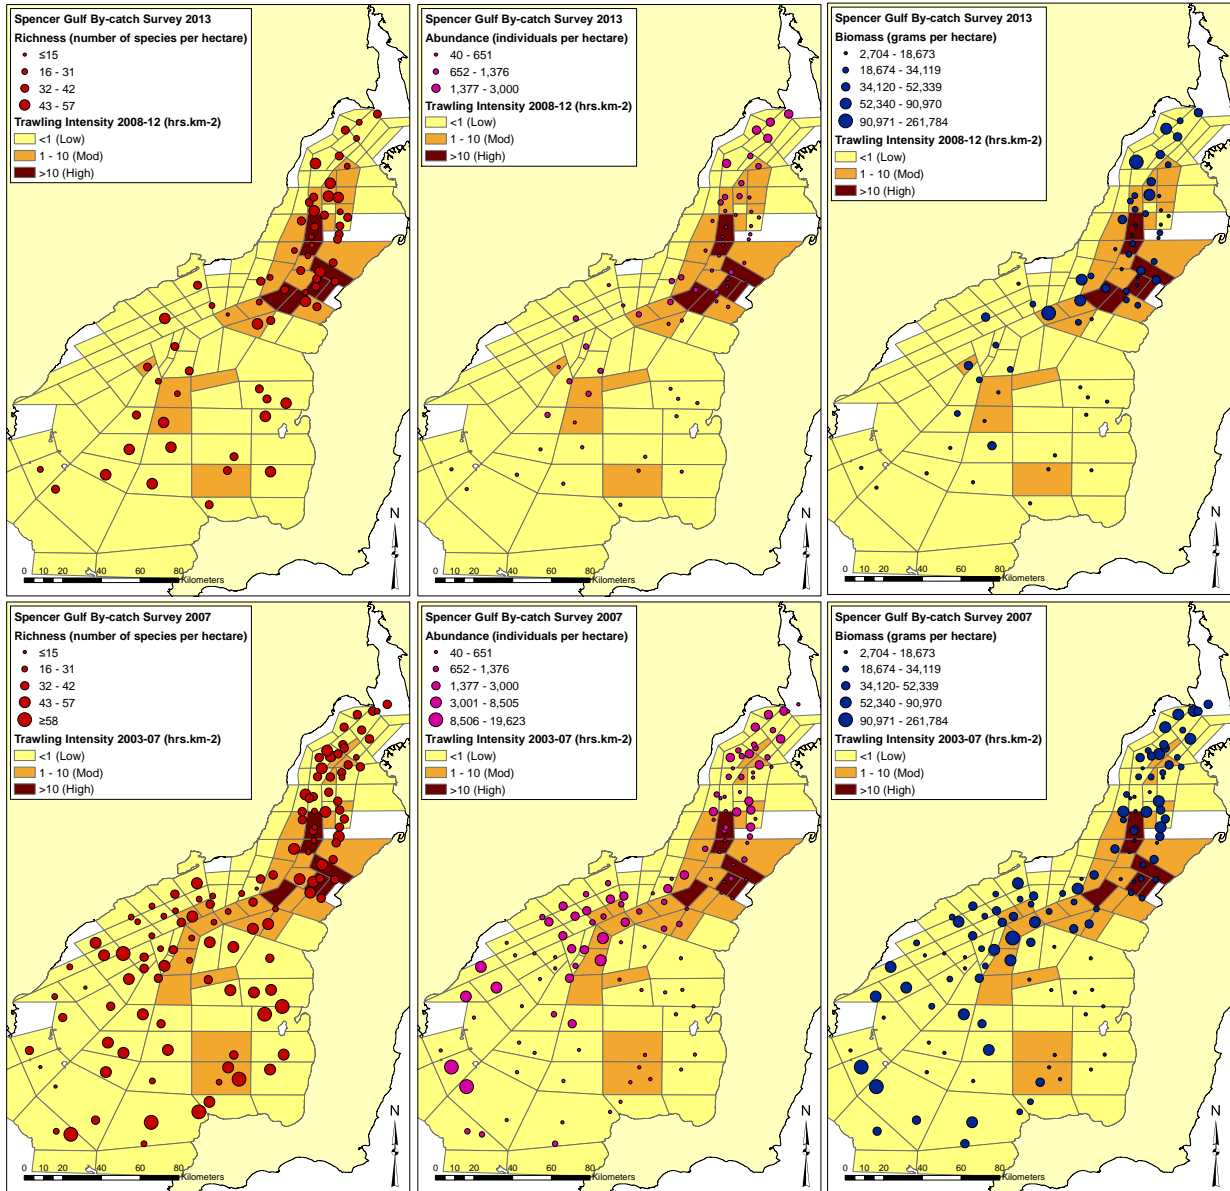 Spencer Gulf By-catch Survey 2013
Richness (number of species per hectare)
≤15
16 - 31
32 - 42
43 - 57
Trawling Intensity 2008-12 (hrs.km-2)
<1 (Low)
1 - 10 (Mod)
>10 (High)
N
0 10 20 40 60 80
Kilometers
Spencer Gulf By-catch Survey 2013
Abundance (individuals per hectare)
40 - 651
652 - 1,376
1,377 - 3,000
Trawling Intensity 2008-12 (hrs.km-2)
<1 (Low)
1 - 10 (Mod)
>10 (High)
N
0 10 20 40 60 80
Kilometers
Spencer Gulf By-catch Survey 2013
Biomass (grams per hectare)
2,704 - 18,673
18,674 - 34,119
34,120 - 52,339
52,340 - 90,970
90,971 - 261,784
Trawling Intensity 2008-12 (hrs.km-2)
<1 (Low)
1 - 10 (Mod)
>10 (High)
N
0 10 20 40 60 80
Kilometers
Spencer Gulf By-catch Survey 2007
Richness (number of species per hectare)
≤15
16 - 31
32 - 42
43 - 57
≥58
Trawling Intensity 2003-07 (hrs.km-2)
<1 (Low)
1 - 10 (Mod)
>10 (High)
N
0 10 20 40 60 80
Kilometers
Spencer Gulf By-catch Survey 2007
Abundance (individuals per hectare)
40 - 651
652 - 1,376
1,377 - 3,000
3,001 - 8,505
8,506 - 19,623
Trawling Intensity 2003-07 (hrs.km-2)
<1 (Low)
1 - 10 (Mod)
>10 (High)
N
0 10 20 40 60 80
Kilometers
Spencer Gulf By-catch Survey 2007
Biomass (grams per hectare)
2,704 - 18,673
18,674 - 34,119
34,120- 52,339
52,340 - 90,970
90,971 - 261,784
Trawling Intensity 2003-07 (hrs.km-2)
<1 (Low)
1 - 10 (Mod)
>10 (High)
N
0 10 20 40 60 80
Kilometers